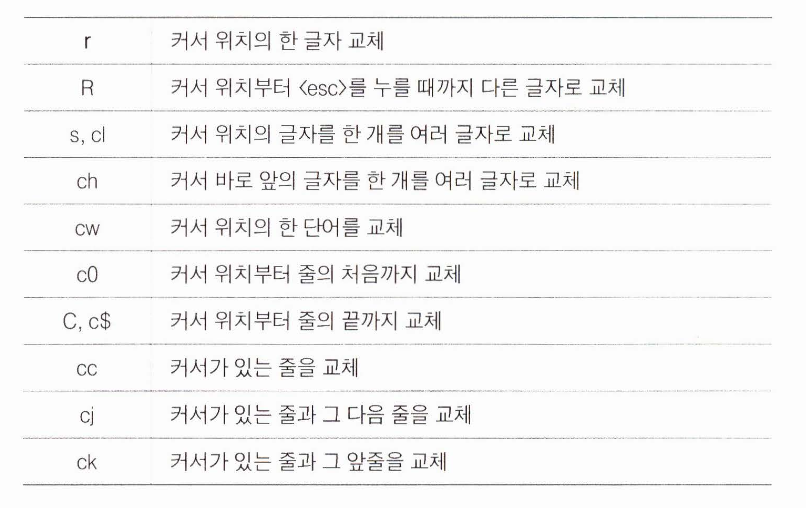 r 커서 위치의 한 글자 교체
R 커서 위치부터 <esc>를 누를 때까지 다른 글자로 교체
s, cl 커서 위치의 글자를 한 개를 여러 글자로 교체
ch 커서 바로 앞의 글자를 한 개를 여러 글자로 교체
cw 커서 위치의 한 단어를 교체
c0 커서 위치부터 줄의 처음까지 교체
C, c$ 커서 위치부터 줄의 끝까지 교체
cc 커서가 있는 줄을 교체
cj 커서가 있는 줄과 그 다음 줄을 교체
ck 커서가 있는 줄과 그 앞줄을 교체